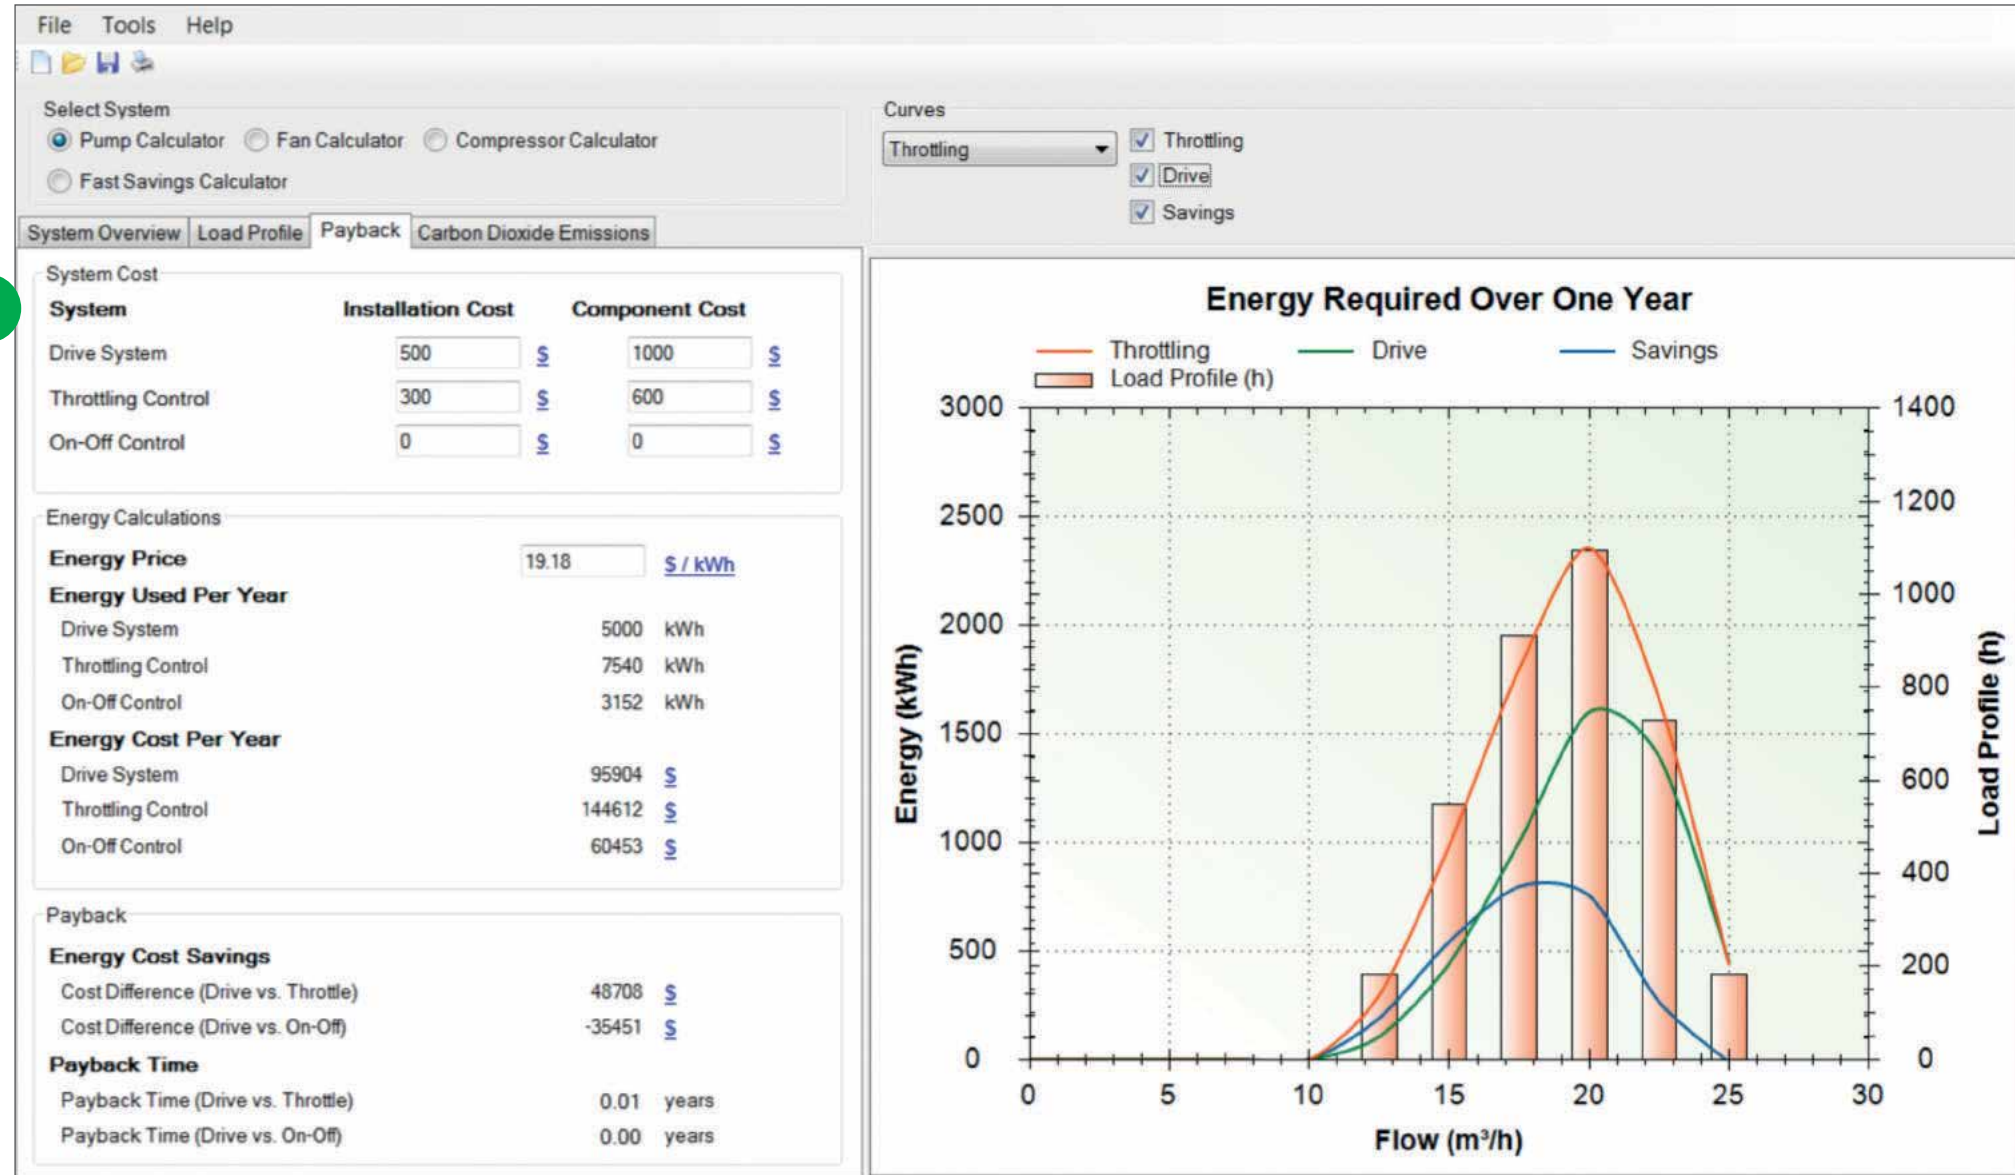 File Tools Help
Select System
Pump Calculator Fan Calculator Compressor Calculator
Fast Savings Calculator
Curves
Throttling
Throttling
Drive
Savings
System Overview Load Profile Payback Carbon Dioxide Emissions
System Cost
System Installation Cost Component Cost
Drive System 500 $ 1000 $
Throttling Control 300 $ 600 $
On-Off Control 0 $ 0 $
Energy Calculations
Energy Price 19.18 $ / kWh
Energy Used Per Year
Drive System 5000 kWh
Throttling Control 7540 kWh
On-Off Control 3152 kWh
Energy Cost Per Year
Drive System 95904 $
Throttling Control 144612 $
On-Off Control 60453 $
Payback
Energy Cost Savings
Cost Difference (Drive vs. Throttle) 48708 $
Cost Difference (Drive vs. On-Off) -35451 $
Payback Time
Payback Time (Drive vs. Throttle) 0.01 years
Payback Time (Drive vs. On-Off) 0.00 years
Energy Required Over One Year
Throttling Drive Savings
Load Profile (h)
3000
2500
2000
1500
1000
500
0
Energy (kWh)
1400
1200
1000
800
600
400
200
0
Load Profile (h)
0 5 10 15 20 25 30
Flow (m³/h)